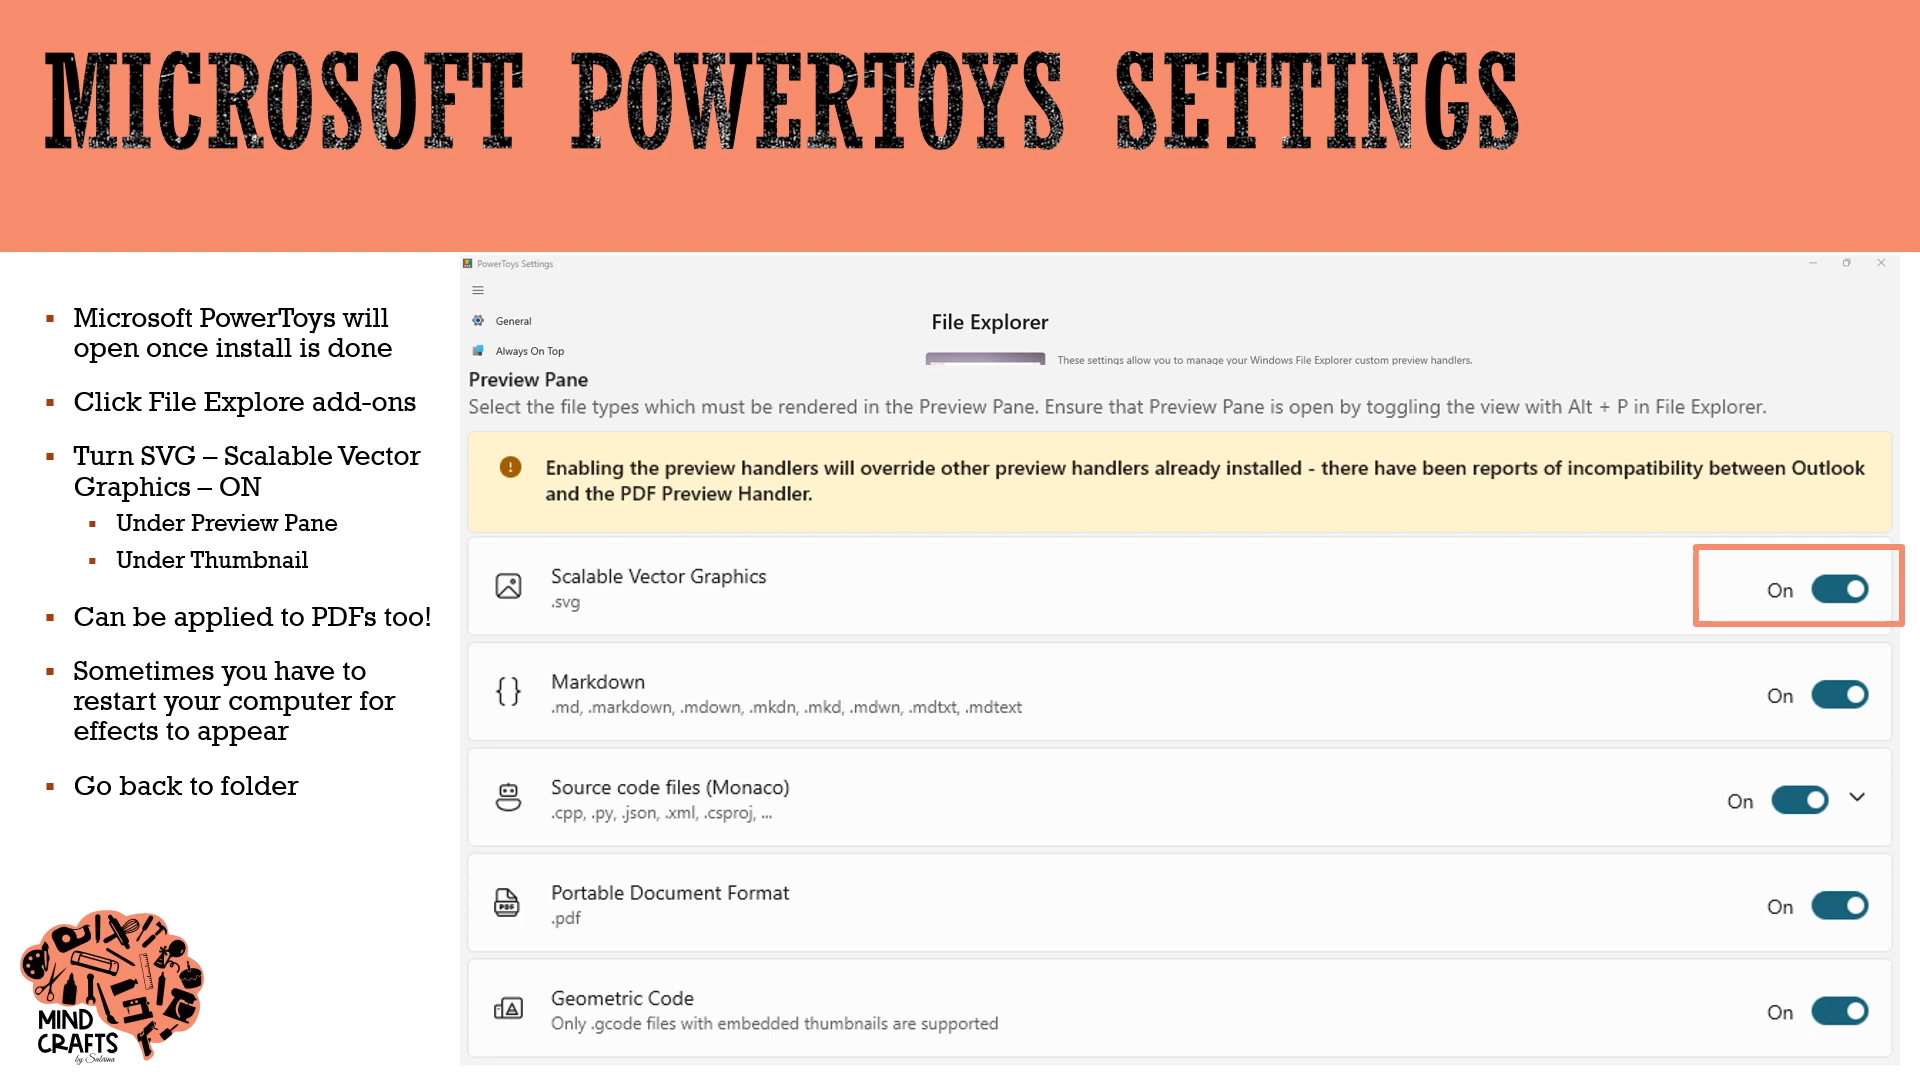 MICROSOFT POWERTOYS SETTINGS
Microsoft PowerToys will
open once install is done
Click File Explore add-ons
Turn SVG – Scalable Vector
Graphics – ON
Under Preview Pane
Under Thumbnail
Can be applied to PDFs too!
Sometimes you have to
restart your computer for
effects to appear
Go back to folder
MIND
CRAFTS
by Sabrina
PowerToys Settings
General
Always On Top
File Explorer
These settings allow you to manage your Windows File Explorer custom preview handlers.
Preview Pane
Select the file types which must be rendered in the Preview Pane. Ensure that Preview Pane is open by toggling the view with Alt + P in File Explorer.
Enabling the preview handlers will override other preview handlers already installed - there have been reports of incompatibility between Outlook
and the PDF Preview Handler.
Scalable Vector Graphics
.svg
On
Markdown
.md, .markdown, .mdown, .mkdn, .mkd, .mdwn, .mdtxt, .mdtext
On
Source code files (Monaco)
.cpp, .py, .json, .xml, .csproj, ...
On
PDF
Portable Document Format
.pdf
On
Geometric Code
Only .gcode files with embedded thumbnails are supported
On